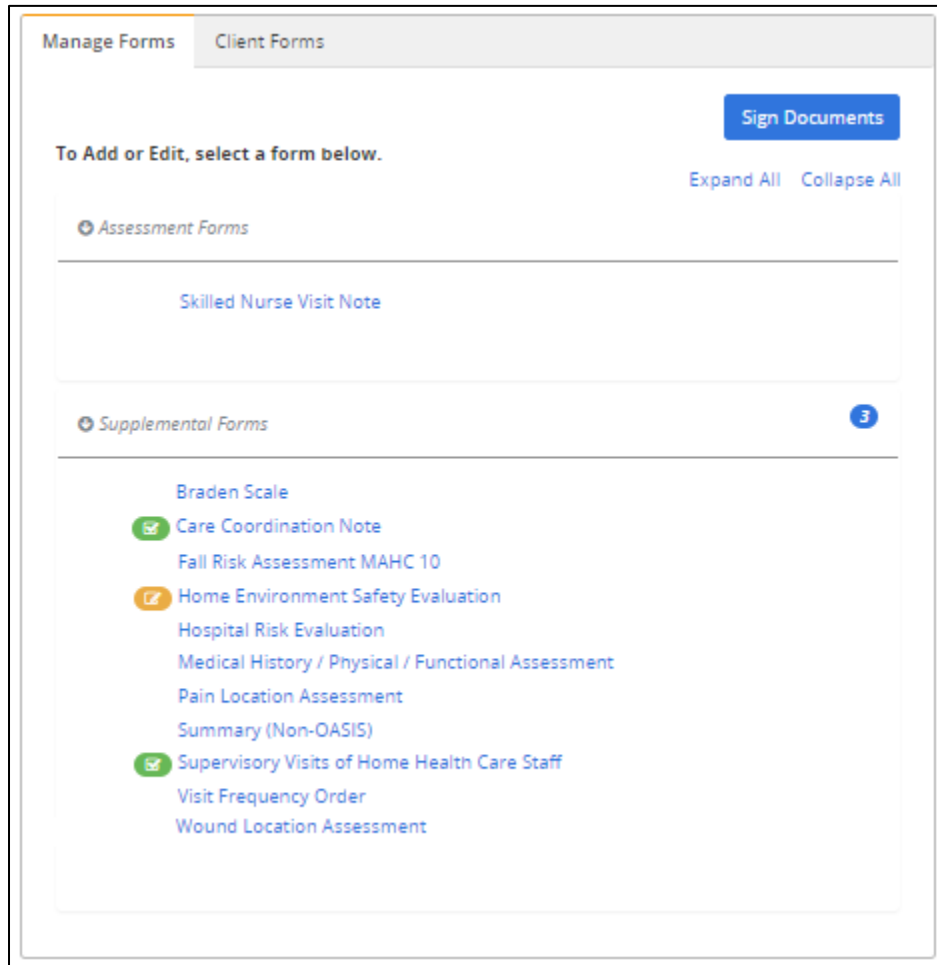 Manage Forms Client Forms
Sign Documents
To Add or Edit, select a form below.
Expand All Collapse All
Assessment Forms
Skilled Nurse Visit Note
Supplemental Forms 3
Braden Scale
Care Coordination Note
Fall Risk Assessment MAHC 10
Home Environment Safety Evaluation
Hospital Risk Evaluation
Medical History / Physical / Functional Assessment
Pain Location Assessment
Summary (Non-OASIS)
Supervisory Visits of Home Health Care Staff
Visit Frequency Order
Wound Location Assessment